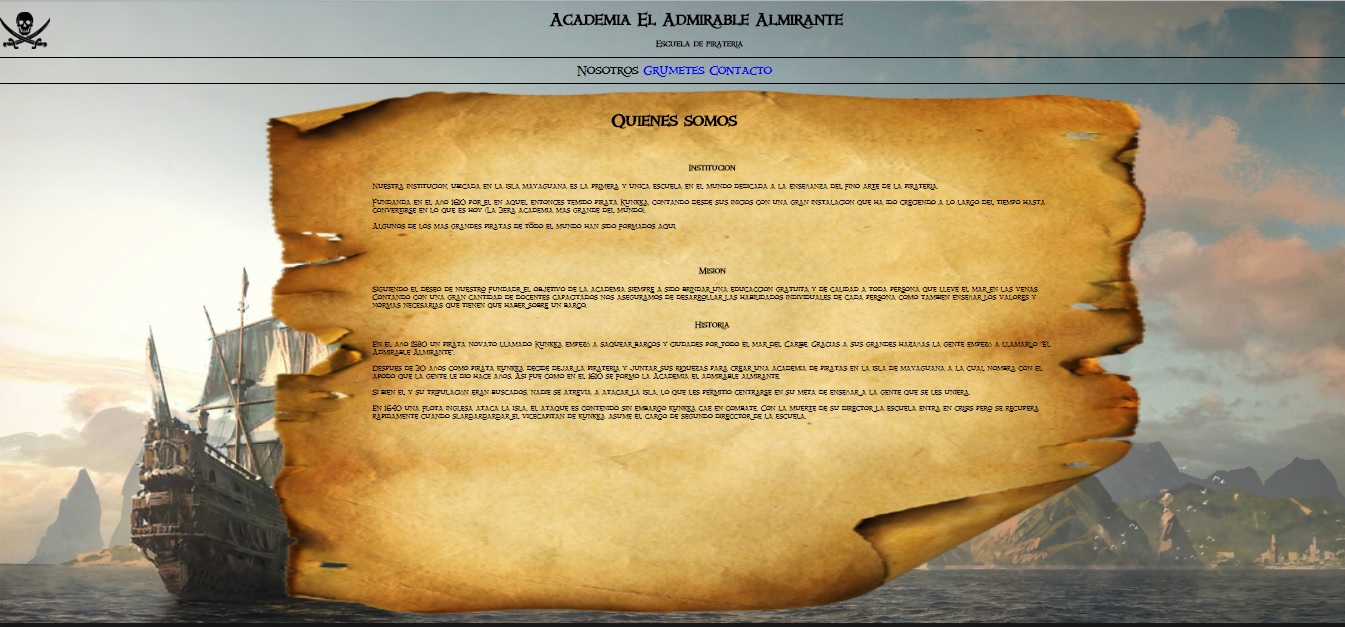 Academia El Admirable Almirante
Escuela de pirateria
Nosotros Grumetes Contacto
Quienes somos
Institucion
Nuestra institucion, ubicada en la isla Mayaguana es la primera y unica escuela en el mundo dedicada a la enseñanza del fino arte de la pirateria.
Fundanda en el año 1610 por el en aquel entonces temido pirata Kunkka, contando desde sus inicios con una gran instalacion que ha ido creciendo a lo largo del tiempo hasta
convertirse en lo que es hoy (La 3era academia mas grande del mundo).
Algunos de los mas grandes piratas de todo el mundo han sido formados aqui
Mision
Siguiendo el deseo de nuestro fundadr el objetivo de la academia siempre a sido brindar una educaccion gratuita y de calidad a toda persona que lleve el mar en las venas.
Contando con una gran cantidad de docentes capacitados nos aseguramos de desarrollar las habilidados individuales de cada persona como tambien enseñar los valores y
normas necesarias que tienen que haber sobre un barco.
Historia
En el año 1580 un pirata novato llamado Kunkka empezó a saquear barcos y ciudades por todo el mar del Caribe. Gracias a sus grandes hazañas la gente empezó a llamarlo "El
Admirable Almirante".
Despues de 30 años como pirata Kunkka decide dejar la pirateria y juntar sus riquezas para crear una academia de piratas en la isla de Mayaguana a la cual nombra con el
apodo que la gente le dio hace años. Asi fue como en el 1610 se formo la Academia el admirable almirante.
Si bien el y su tripulacion eran buscados, nadie se atrevia a atacar la isla, lo que les permitio centrarse en su meta de enseñar a la gente que se les uniera.
En 1640 una flota inglesa ataca la isla, el ataque es contenido sin embargo kunkka cae en combate. Con la muerte de su director la escuela entra en crisis pero se recupera
rapidamente cuando Slardardardar el vicecapitan de Kunkka, asume el cargo de segundo direcctor de la escuela.